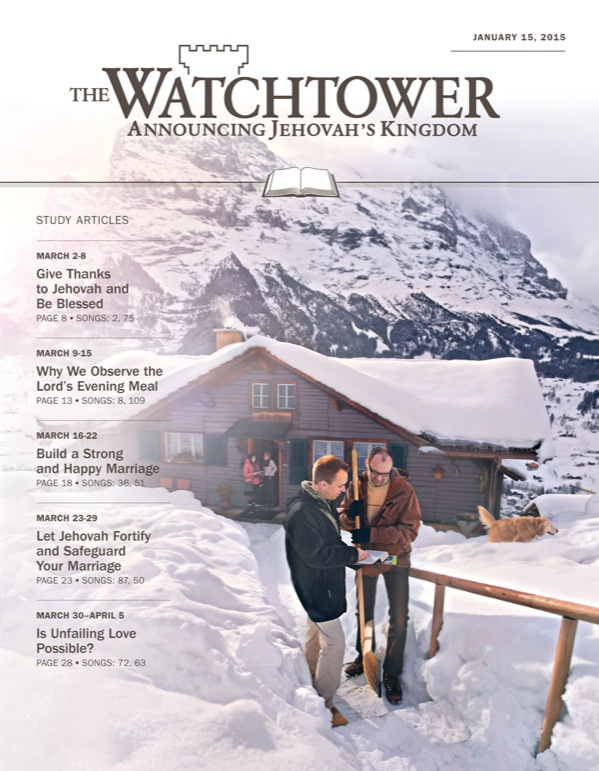 JANUARY 15, 2015
THE WATCHTOWER
ANNOUNCING JEHOVAH'S KINGDOM
STUDY ARTICLES
MARCH 2-8
Give Thanks
to Jehovah and
Be Blessed
PAGE 8 • SONGS: 2, 75
MARCH 9-15
Why We Observe the
Lord's Evening Meal
PAGE 13 • SONGS: 8, 109
MARCH 16-22
Build a Strong
and Happy Marriage
PAGE 18 • SONGS: 36, 51
MARCH 23-29
Let Jehovah Fortify
and Safeguard
Your Marriage
PAGE 23 • SONGS: 87, 50
MARCH 30–APRIL 5
Is Unfailing Love
Possible?
PAGE 28 • SONGS: 72, 63